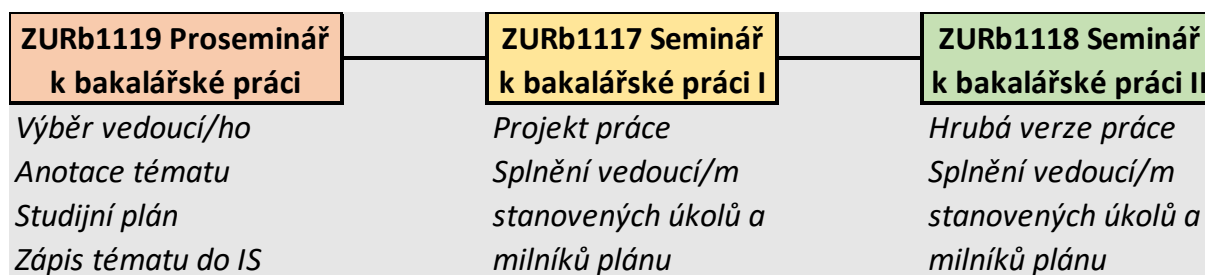 ZURb1119 Proseminář
k bakalářské práci
Výběr vedoucí/ho
Anotace tématu
Studijní plán
Zápis tématu do IS
ZURb1117 Seminář
k bakalářské práci I
Projekt práce
Splnění vedoucí/m
stanovených úkolů a
milníků plánu
ZURb1118 Seminář
k bakalářské práci II
Hrubá verze práce
Splnění vedoucí/m
stanovených úkolů a
milníků plánu